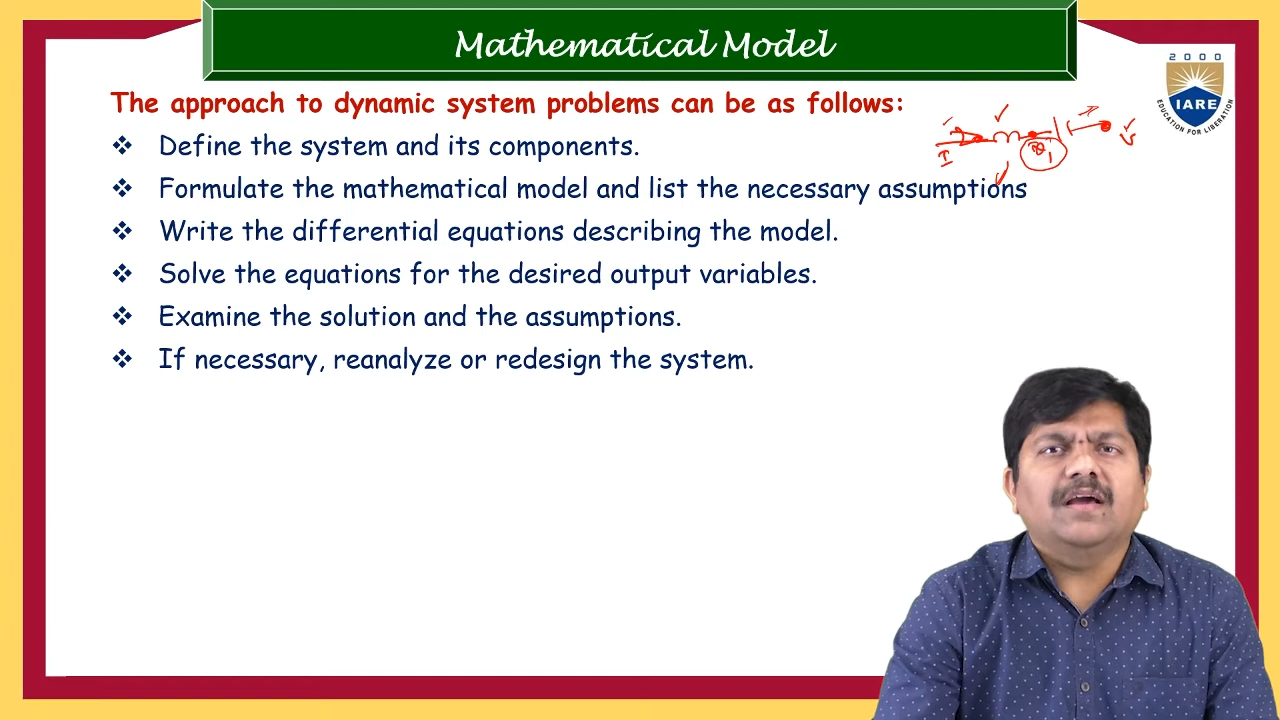 Mathematical Model
2000
IARE
EDUCATION FOR LIBERATION
The approach to dynamic system problems can be as follows:
❖ Define the system and its components.
❖ Formulate the mathematical model and list the necessary assumptions
❖ Write the differential equations describing the model.
❖ Solve the equations for the desired output variables.
❖ Examine the solution and the assumptions.
❖ If necessary, reanalyze or redesign the system.